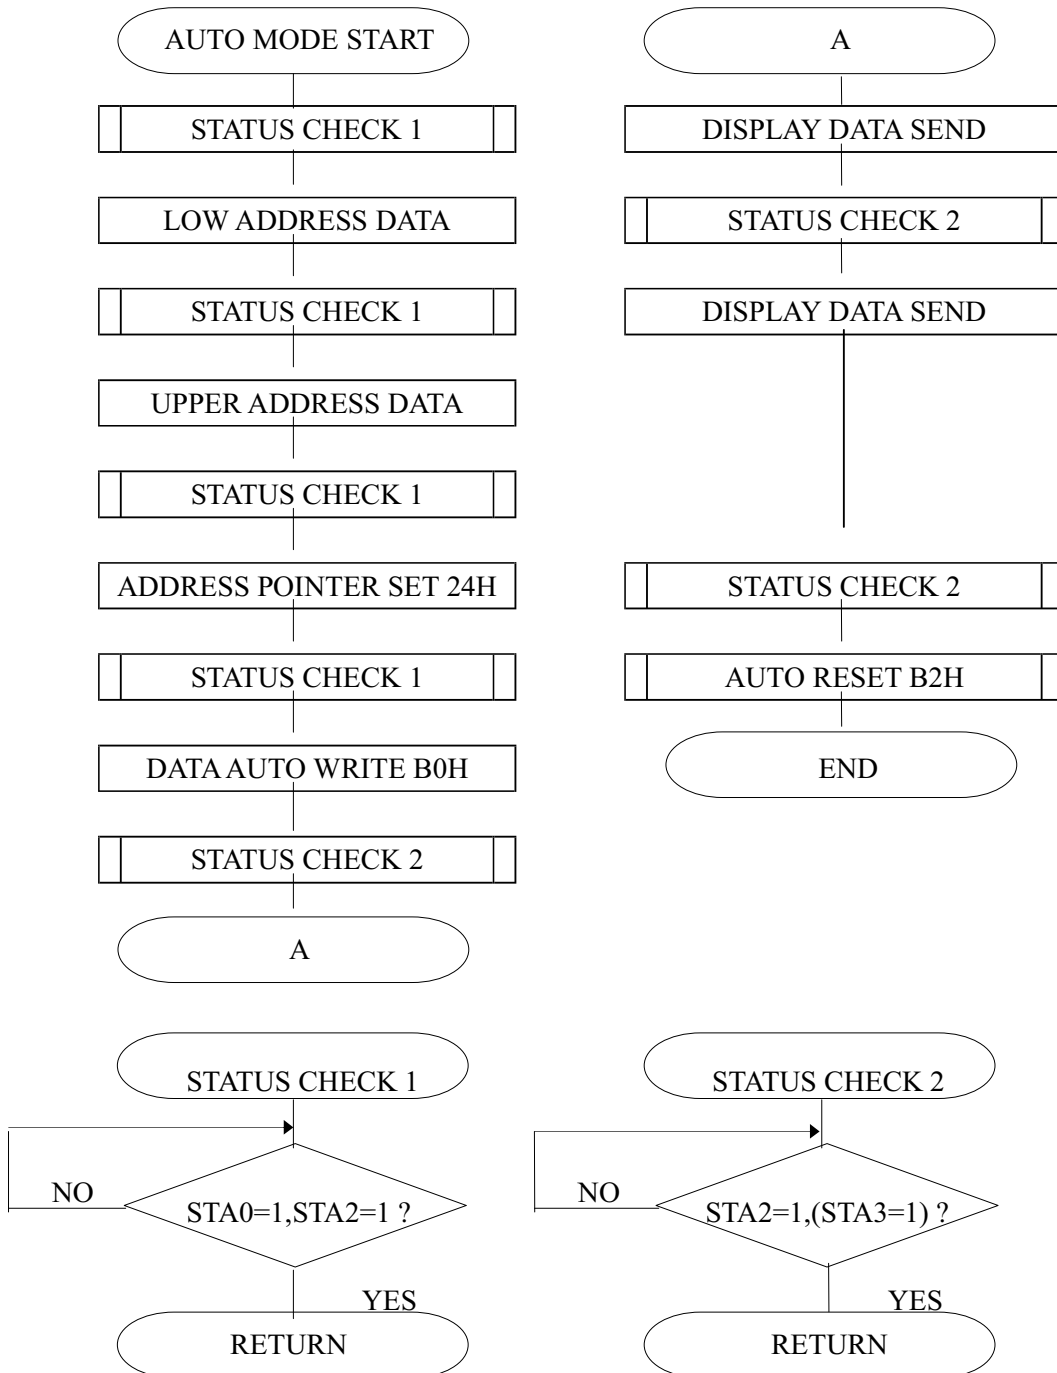 AUTO MODE START
STATUS CHECK 1
LOW ADDRESS DATA
STATUS CHECK 1
UPPER ADDRESS DATA
STATUS CHECK 1
ADDRESS POINTER SET 24H
STATUS CHECK 1
DATA AUTO WRITE B0H
STATUS CHECK 2
A
A
DISPLAY DATA SEND
STATUS CHECK 2
DISPLAY DATA SEND
STATUS CHECK 2
AUTO RESET B2H
END
STATUS CHECK 1
NO
STA0=1,STA2=1 ?
YES
RETURN
STATUS CHECK 2
NO
STA2=1,(STA3=1) ?
YES
RETURN